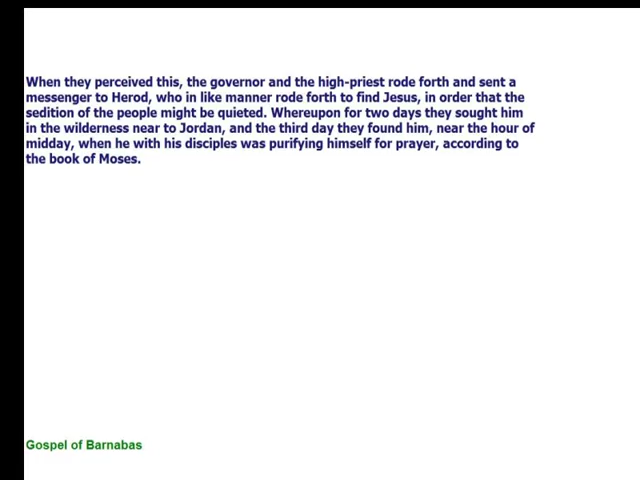 When they perceived this, the governor and the high-priest rode forth and sent a
messenger to Herod, who in like manner rode forth to find Jesus, in order that the
sedition of the people might be quieted. Whereupon for two days they sought him
in the wilderness near to Jordan, and the third day they found him, near the hour of
midday, when he with his disciples was purifying himself for prayer, according to
the book of Moses.
Gospel of Barnabas